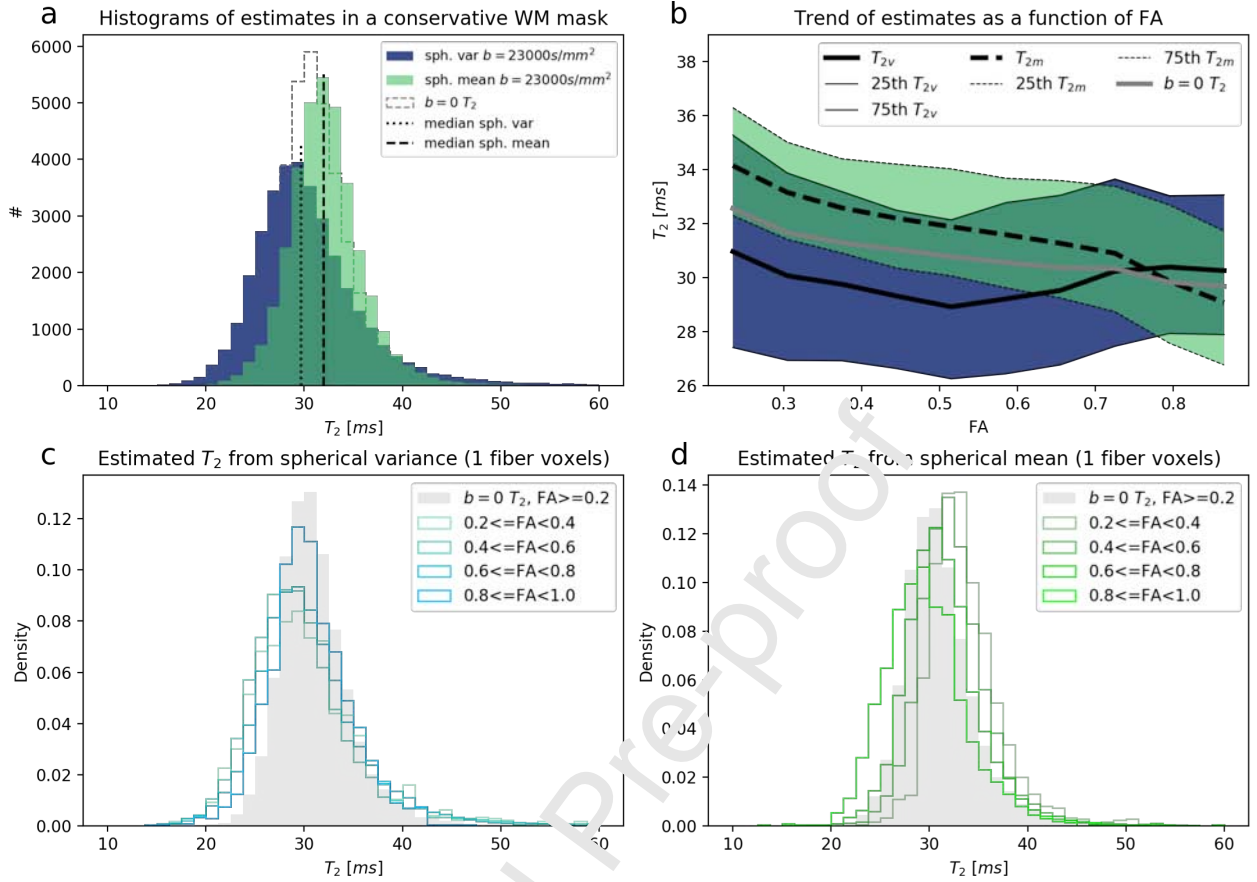 a
Histograms of estimates in a conservative WM mask
6000
5000
4000
3000
2000
1000
0
#
sph. var b = 23000s/mm²
sph. mean b = 23000s/mm²
b = 0 T₂
median sph. var
median sph. mean
10 20 30 40 50 60
T₂ [ms]
b
Trend of estimates as a function of FA
38
36
34
32
30
28
26
T₂ [ms]
T₂ᵥ
25th T₂ᵥ
75th T₂ᵥ
T₂ₘ
25th T₂ₘ
75th T₂ₘ
b = 0 T₂
0.3 0.4 0.5 0.6 0.7 0.8
FA
c
Estimated T₂ from spherical variance (1 fiber voxels)
0.12
0.10
0.08
0.06
0.04
0.02
0.00
Density
b = 0 T₂, FA>=0.2
0.2<=FA<0.4
0.4<=FA<0.6
0.6<=FA<0.8
0.8<=FA<1.0
10 20 30 40 50 60
T₂ [ms]
d
Estimated T₂ from spherical mean (1 fiber voxels)
0.14
0.12
0.10
0.08
0.06
0.04
0.02
0.00
Density
b = 0 T₂, FA>=0.2
0.2<=FA<0.4
0.4<=FA<0.6
0.6<=FA<0.8
0.8<=FA<1.0
10 20 30 40 50 60
T₂ [ms]
Pre-proof